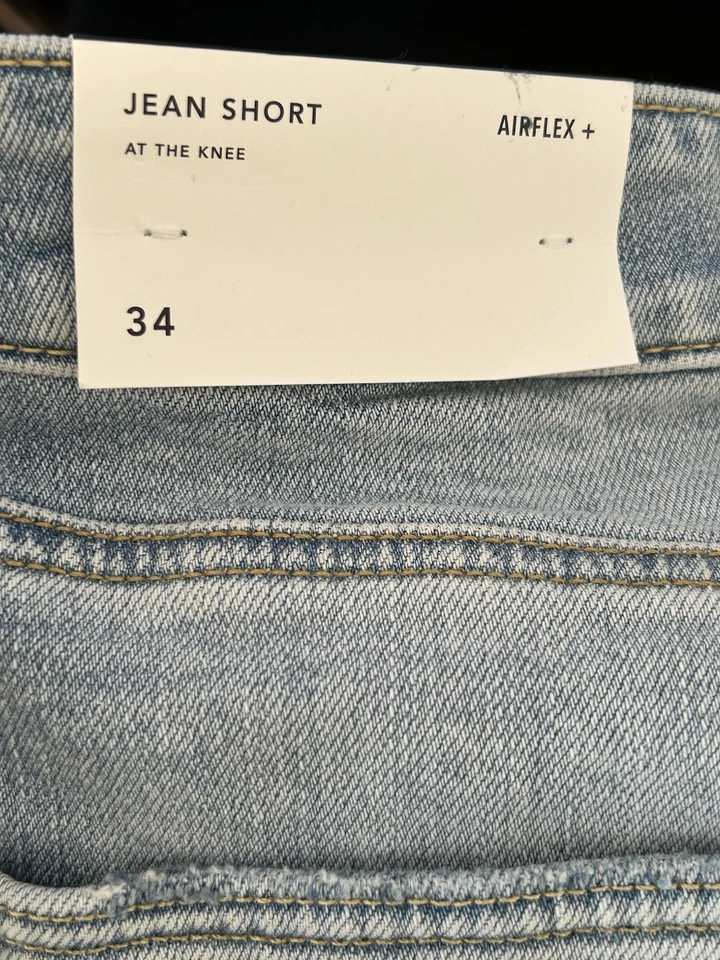 JEAN SHORT
AIRFLEX +
AT THE KNEE
34